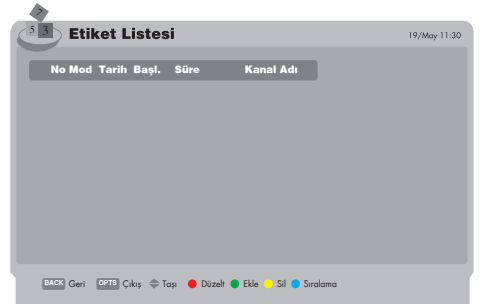 7
5 3 Etiket Listesi 19/May 11:30
No Mod Tarih Başl. Süre Kanal Adı
BACK Geri OPTS Çıkış Taşı Düzelt Ekle Sil Sıralama